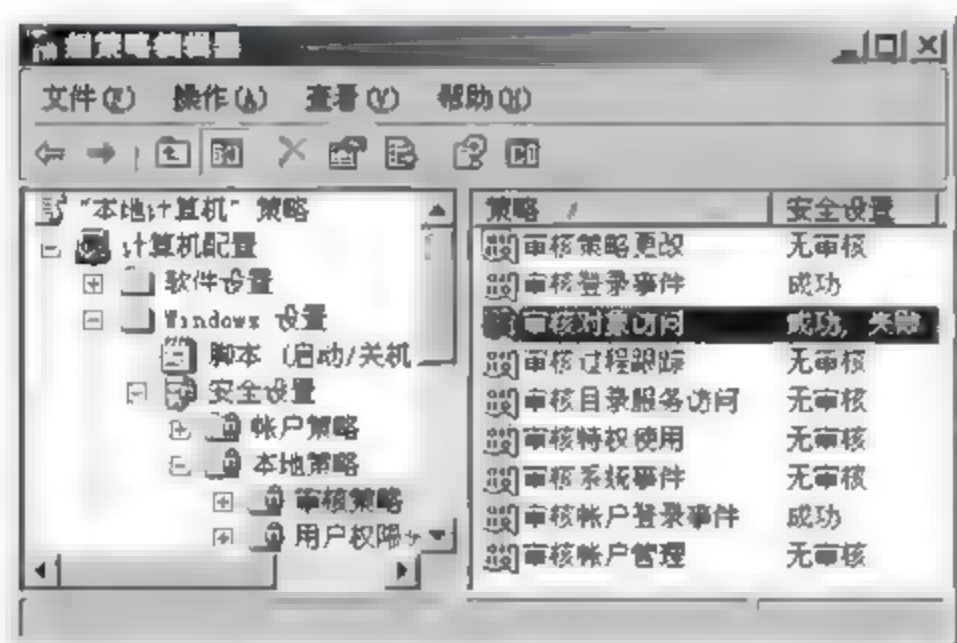 组策略编辑器
文件(F) 操作(A) 查看(V) 帮助(H)
"本地计算机" 策略
计算机配置
软件设置
Windows 设置
脚本 (启动/关机
安全设置
帐户策略
本地策略
审核策略
用户权限
策略 安全设置
审核策略更改 无审核
审核登录事件 成功
审核对象访问 成功, 失败
审核过程跟踪 无审核
审核目录服务访问 无审核
审核特权使用 无审核
审核系统事件 无审核
审核帐户登录事件 成功
审核帐户管理 无审核